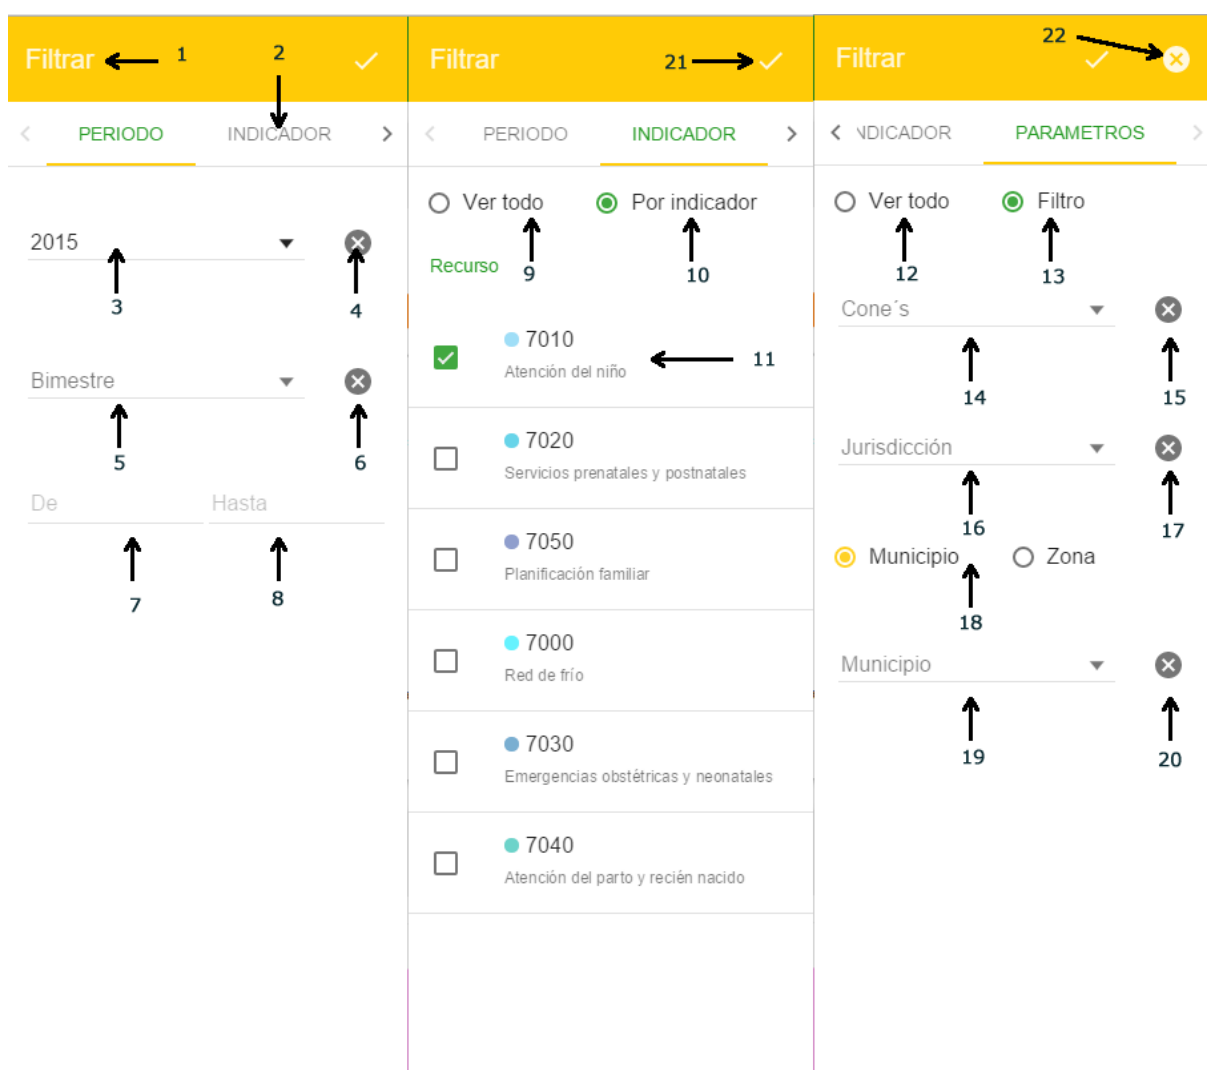 Filtrar 1 2
PERIODO INDICADOR
2015
3 4
Bimestre
5 6
De Hasta
7 8
Filtrar 21
PERIODO INDICADOR
Ver todo Por indicador
Recurso 9 10
7010
Atención del niño 11
7020
Servicios prenatales y postnatales
7050
Planificación familiar
7000
Red de frío
7030
Emergencias obstétricas y neonatales
7040
Atención del parto y recién nacido
22
Filtrar
NDICADOR PARAMETROS
Ver todo Filtro
12 13
Cone´s
14 15
Jurisdicción
16 17
Municipio Zona
18
Municipio
19 20